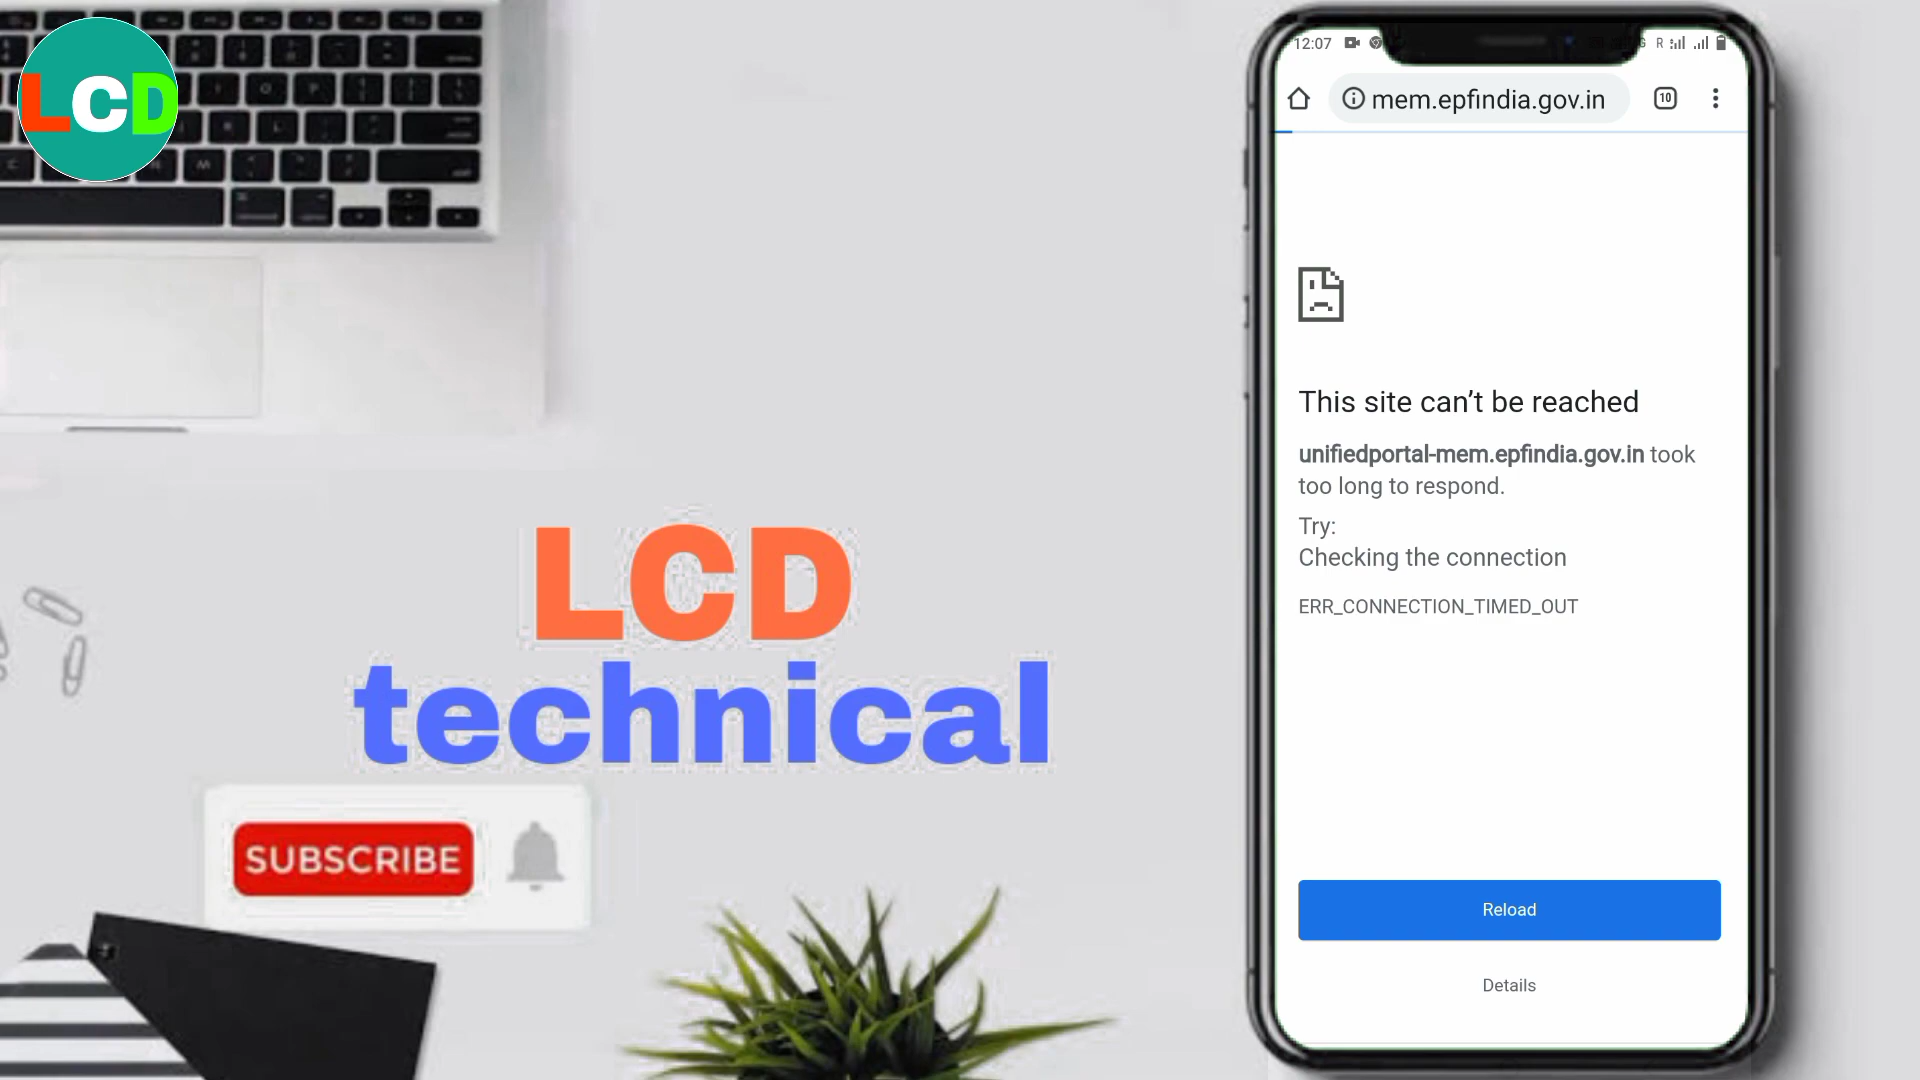 LCD
LCD
technical
SUBSCRIBE
12:07
R
mem.epfindia.gov.in
10
This site can’t be reached
unifiedportal-mem.epfindia.gov.in took
too long to respond.
Try:
Checking the connection
ERR_CONNECTION_TIMED_OUT
Reload
Details